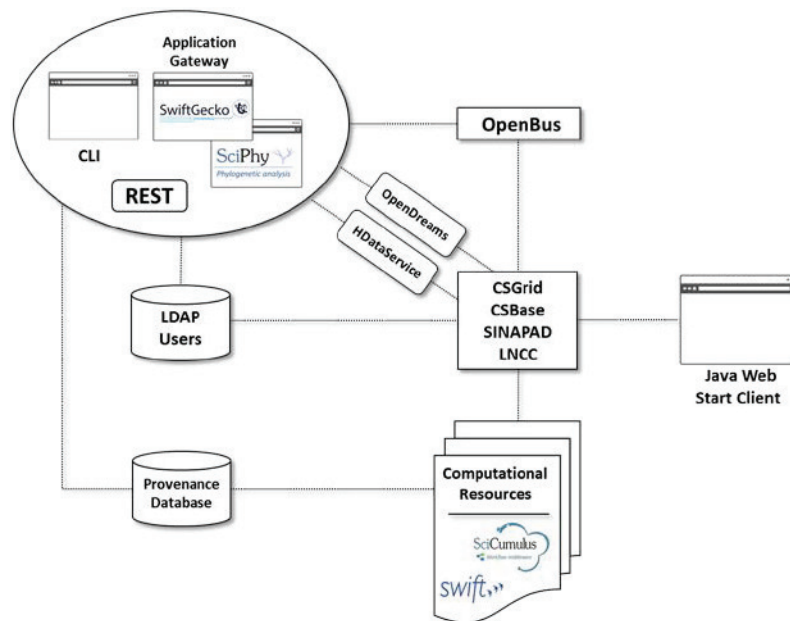 Application
Gateway
SwiftGecko
CLI
SciPhy
Phylogenetic analysis
REST
OpenBus
OpenDreams
HDataService
CSGrid
CSBase
SINAPAD
LNCC
LDAP
Users
Java Web
Start Client
Provenance
Database
Computational
Resources
SciCumulus
swift